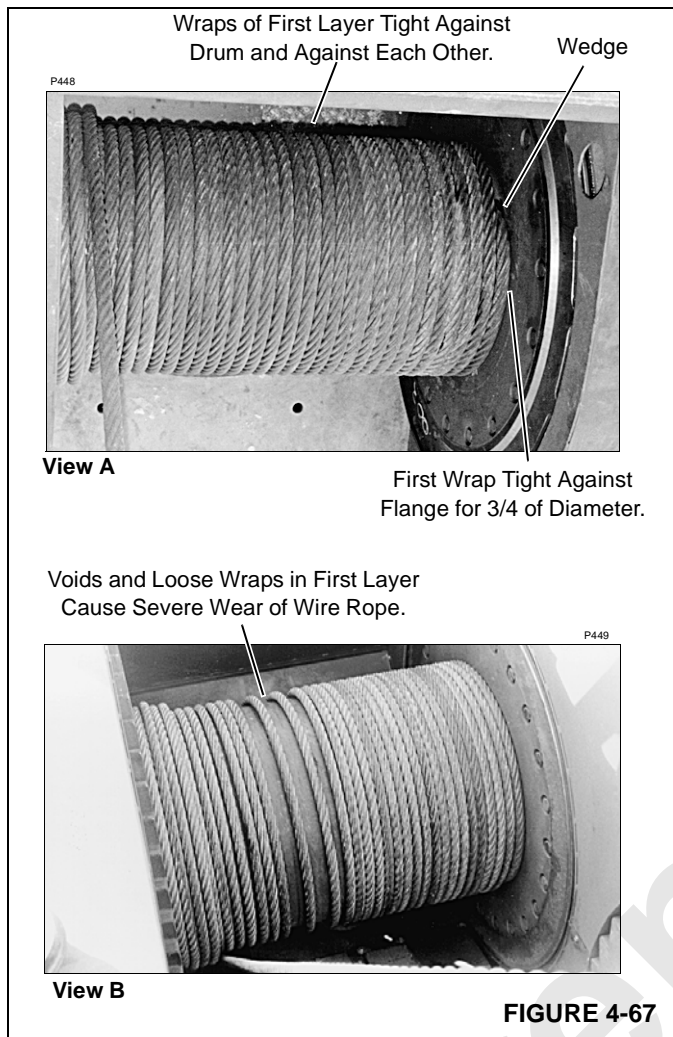 Wraps of First Layer Tight Against
Drum and Against Each Other.
Wedge
P448
View A
First Wrap Tight Against
Flange for 3/4 of Diameter.
Voids and Loose Wraps in First Layer
Cause Severe Wear of Wire Rope.
P449
View B
FIGURE 4-67